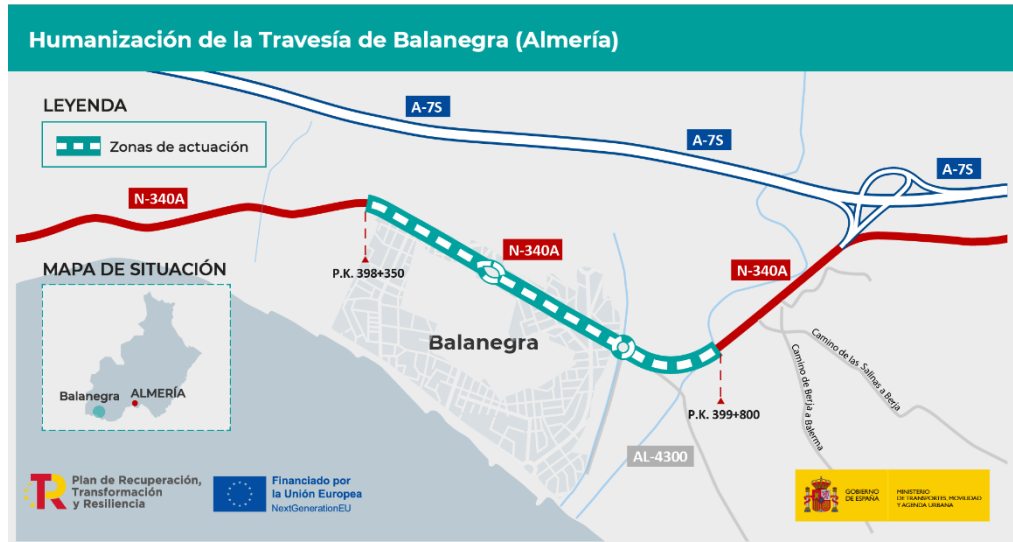 Humanización de la Travesía de Balanegra (Almería)
LEYENDA
Zonas de actuación
A-7S
A-7S
A-7S
N-340A
N-340A
N-340A
P.K. 398+350
MAPA DE SITUACIÓN
Balanegra
ALMERÍA
Balanegra
P.K. 399+800
Camino de las Salinas a Berja
Camino de Berja a Balerma
AL-4300
TR
Plan de Recuperación,
Transformación
y Resiliencia
Financiado por
la Unión Europea
NextGenerationEU
GOBIERNO
DE ESPAÑA
MINISTERIO
DE TRANSPORTES, MOVILIDAD
Y AGENDA URBANA